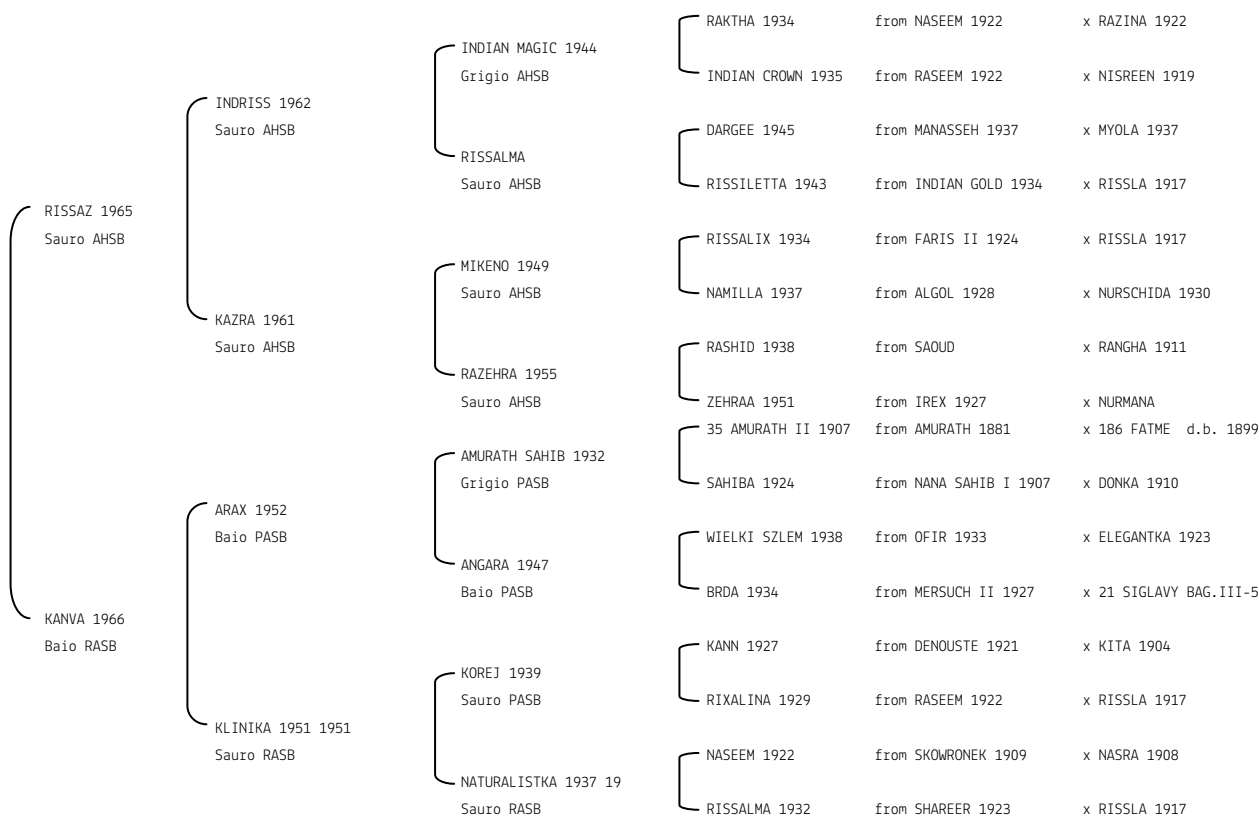 RAKTHA 1934 from NASEEM 1922 x RAZINA 1922
INDIAN MAGIC 1944
Grigio AHSB
INDIAN CROWN 1935 from RASEEM 1922 x NISREEN 1919
INDRISS 1962
Sauro AHSB
DARGEE 1945 from MANASSEH 1937 x MYOLA 1937
RISSALMA
Sauro AHSB
RISSILETTA 1943 from INDIAN GOLD 1934 x RISSLA 1917
RISSAZ 1965
Sauro AHSB
RISSALIX 1934 from FARIS II 1924 x RISSLA 1917
MIKENO 1949
Sauro AHSB
NAMILLA 1937 from ALGOL 1928 x NURSCHIDA 1930
KAZRA 1961
Sauro AHSB
RASHID 1938 from SAOUD x RANGHA 1911
RAZEHRA 1955
Sauro AHSB
ZEHRAA 1951 from IREX 1927 x NURMANA
35 AMURATH II 1907 from AMURATH 1881 x 186 FATME d.b. 1899
AMURATH SAHIB 1932
Grigio PASB
SAHIBA 1924 from NANA SAHIB I 1907 x DONKA 1910
ARAX 1952
Baio PASB
WIELKI SZLEM 1938 from OFIR 1933 x ELEGANTKA 1923
ANGARA 1947
Baio PASB
BRDA 1934 from MERSUCH II 1927 x 21 SIGLAVY BAG.III-5
KANVA 1966
Baio RASB
KANN 1927 from DENOUSTE 1921 x KITA 1904
KOREJ 1939
Sauro PASB
RIXALINA 1929 from RASEEM 1922 x RISSLA 1917
KLINIKA 1951 1951
Sauro RASB
NASEEM 1922 from SKOWRONEK 1909 x NASRA 1908
NATURALISTKA 1937 19
Sauro RASB
RISSALMA 1932 from SHAREER 1923 x RISSLA 1917